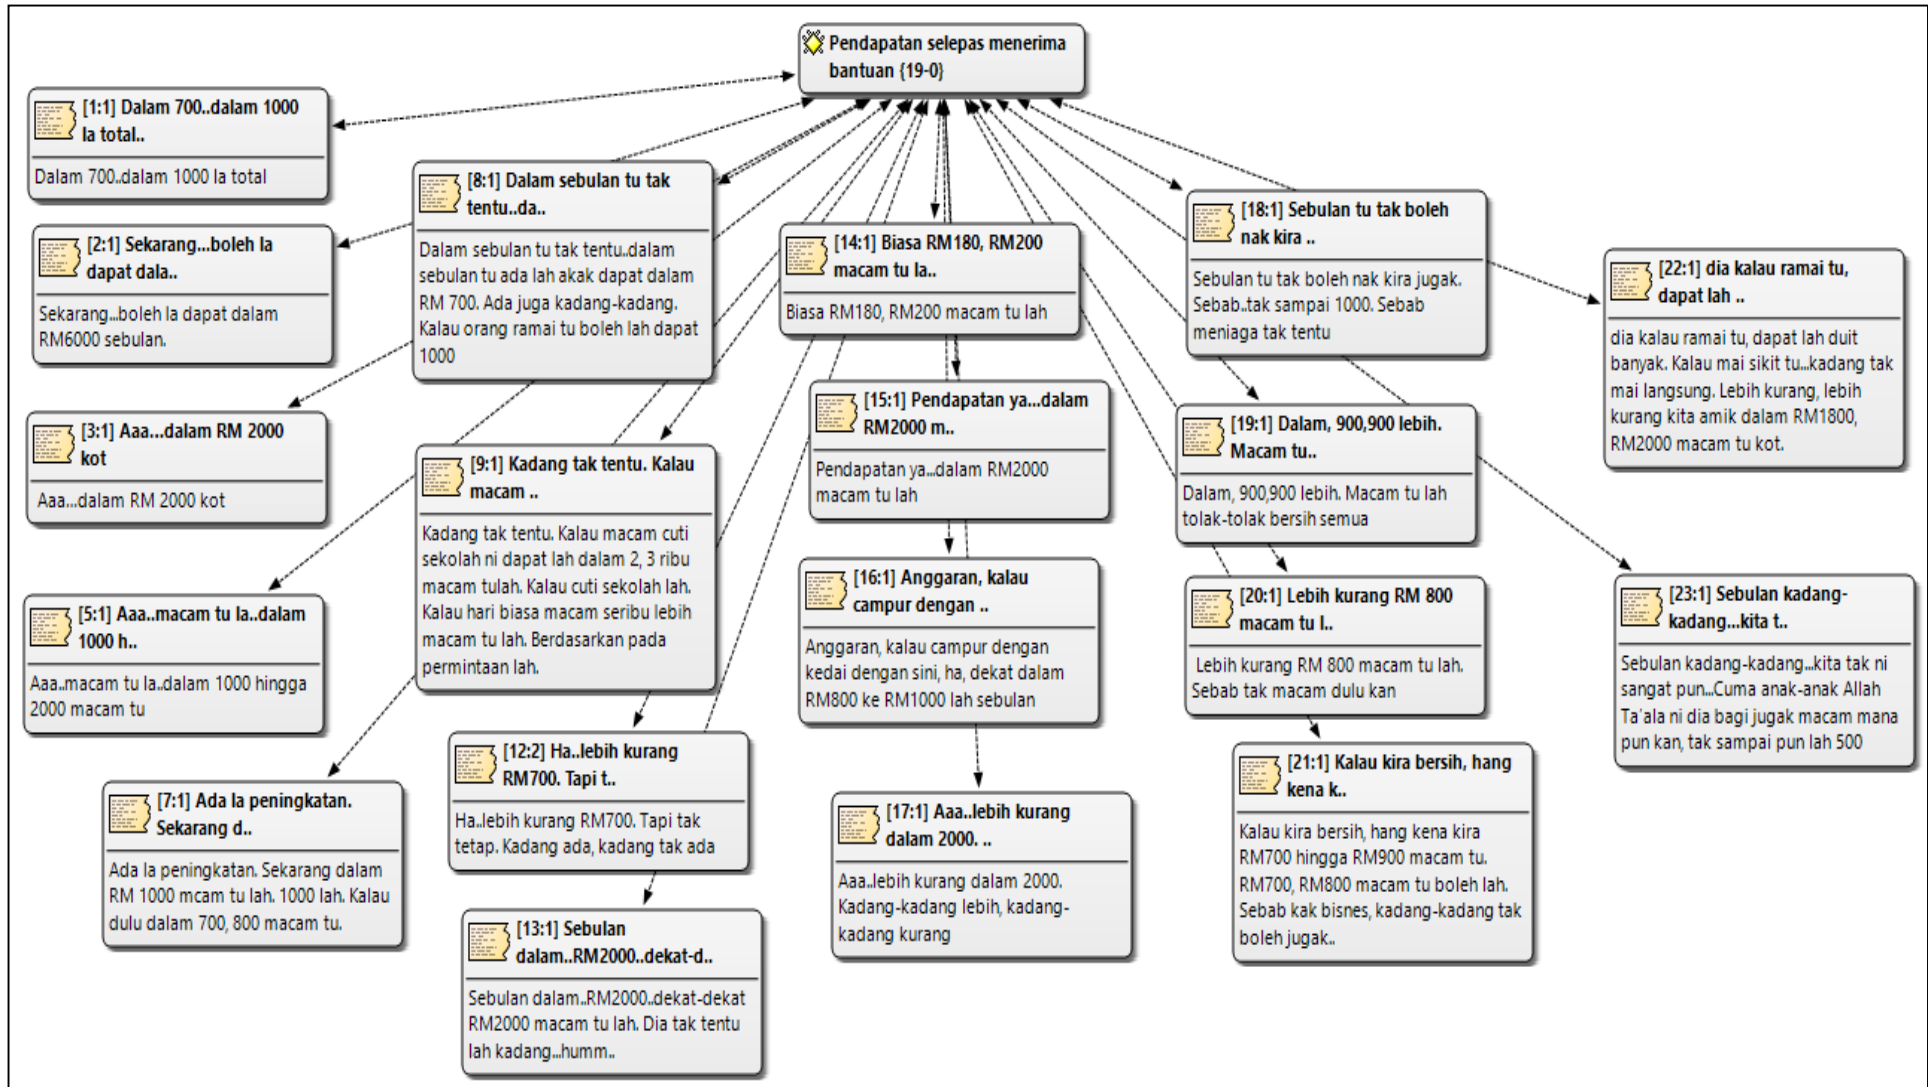 Pendapatan selepas menerima
bantuan {19-0}
[1:1] Dalam 700..dalam 1000
la total..
Dalam 700..dalam 1000 la total
[2:1] Sekarang...boleh la
dapat dala..
Sekarang...boleh la dapat dalam
RM6000 sebulan.
[3:1] Aaa...dalam RM 2000
kot
Aaa...dalam RM 2000 kot
[5:1] Aaa..macam tu la..dalam
1000 h..
Aaa..macam tu la..dalam 1000 hingga
2000 macam tu
[7:1] Ada la peningkatan.
Sekarang d..
Ada la peningkatan. Sekarang dalam
RM 1000 mcam tu lah. 1000 lah. Kalau
dulu dalam 700, 800 macam tu.
[8:1] Dalam sebulan tu tak
tentu..da..
Dalam sebulan tu tak tentu..dalam
sebulan tu ada lah akak dapat dalam
RM 700. Ada juga kadang-kadang.
Kalau orang ramai tu boleh lah dapat
1000
[9:1] Kadang tak tentu. Kalau
macam ..
Kadang tak tentu. Kalau macam cuti
sekolah ni dapat lah dalam 2, 3 ribu
macam tulah. Kalau cuti sekolah lah.
Kalau hari biasa macam seribu lebih
macam tu lah. Berdasarkan pada
permintaan lah.
[12:2] Ha..lebih kurang
RM700. Tapi t..
Ha..lebih kurang RM700. Tapi tak
tetap. Kadang ada, kadang tak ada
[13:1] Sebulan
dalam..RM2000..dekat-d..
Sebulan dalam..RM2000..dekat-dekat
RM2000 macam tu lah. Dia tak tentu
lah kadang...humm..
[14:1] Biasa RM180, RM200
macam tu la..
Biasa RM180, RM200 macam tu lah
[15:1] Pendapatan ya...dalam
RM2000 m..
Pendapatan ya...dalam RM2000
macam tu lah
[16:1] Anggaran, kalau
campur dengan ..
Anggaran, kalau campur dengan
kedai dengan sini, ha, dekat dalam
RM800 ke RM1000 lah sebulan
[17:1] Aaa..lebih kurang
dalam 2000. ..
Aaa..lebih kurang dalam 2000.
Kadang-kadang lebih, kadang-
kadang kurang
[18:1] Sebulan tu tak boleh
nak kira ..
Sebulan tu tak boleh nak kira jugak.
Sebab..tak sampai 1000. Sebab
meniaga tak tentu
[19:1] Dalam, 900,900 lebih.
Macam tu..
Dalam, 900,900 lebih. Macam tu lah
tolak-tolak bersih semua
[20:1] Lebih kurang RM 800
macam tu l..
Lebih kurang RM 800 macam tu lah.
Sebab tak macam dulu kan
[21:1] Kalau kira bersih, hang
kena k..
Kalau kira bersih, hang kena kira
RM700 hingga RM900 macam tu.
RM700, RM800 macam tu boleh lah.
Sebab kak bisnes, kadang-kadang tak
boleh jugak..
[22:1] dia kalau ramai tu,
dapat lah ..
dia kalau ramai tu, dapat lah duit
banyak. Kalau mai sikit tu...kadang tak
mai langsung. Lebih kurang, lebih
kurang kita amik dalam RM1800,
RM2000 macam tu kot.
[23:1] Sebulan kadang-
kadang...kita t..
Sebulan kadang-kadang...kita tak ni
sangat pun...Cuma anak-anak Allah
Ta'ala ni dia bagi jugak macam mana
pun kan, tak sampai pun lah 500